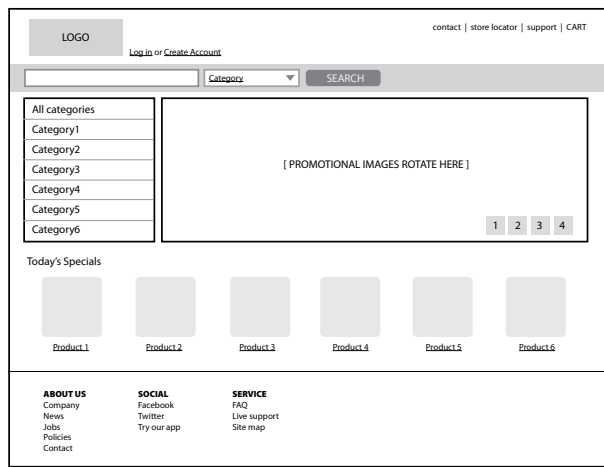 contact | store locator | support | CART
LOGO
Log in or Create Account
Category
SEARCH
All categories
Category1
Category2
Category3
Category4
Category5
Category6
[ PROMOTIONAL IMAGES ROTATE HERE ]
1 2 3 4
Today's Specials
Product 1 Product 2 Product 3 Product 4 Product 5 Product 6
ABOUT US
Company
News
Jobs
Policies
Contact
SOCIAL
Facebook
Twitter
Try our app
SERVICE
FAQ
Live support
Site map